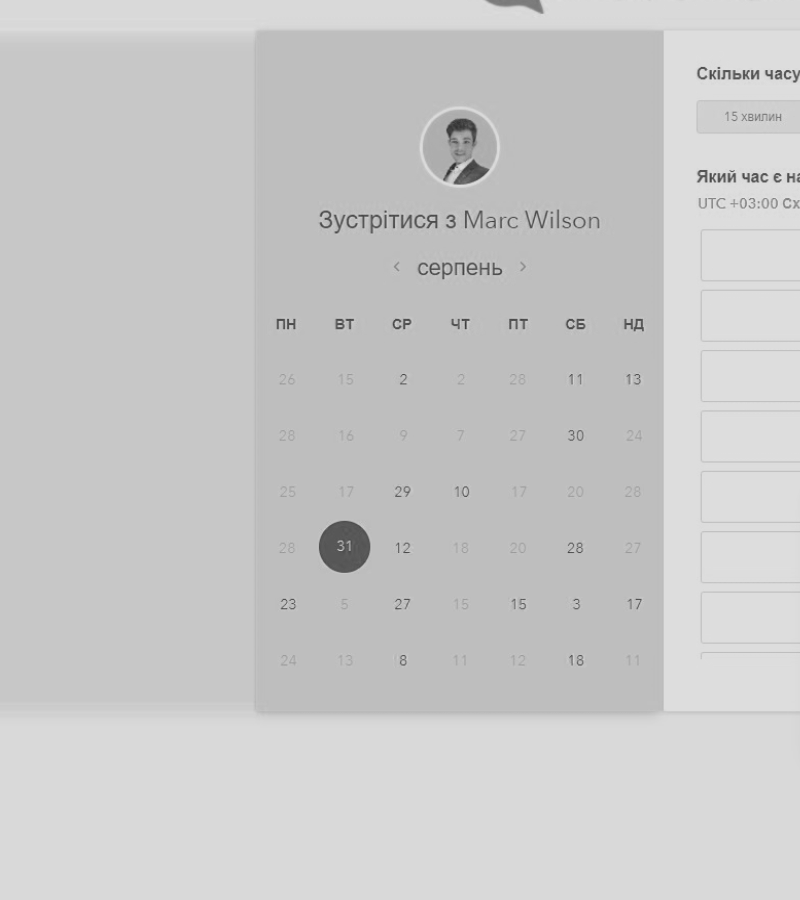 Зустрітися з Marc Wilson
‹ серпень ›
ПН ВТ СР ЧТ ПТ СБ НД
26 15 2 2 28 11 13
28 16 9 7 27 30 24
25 17 29 10 17 20 28
28 31 12 18 20 28 27
23 5 27 15 15 3 17
24 13 8 11 12 18 11
Скільки часу
15 хвилин
Який час є
UTC +03:00